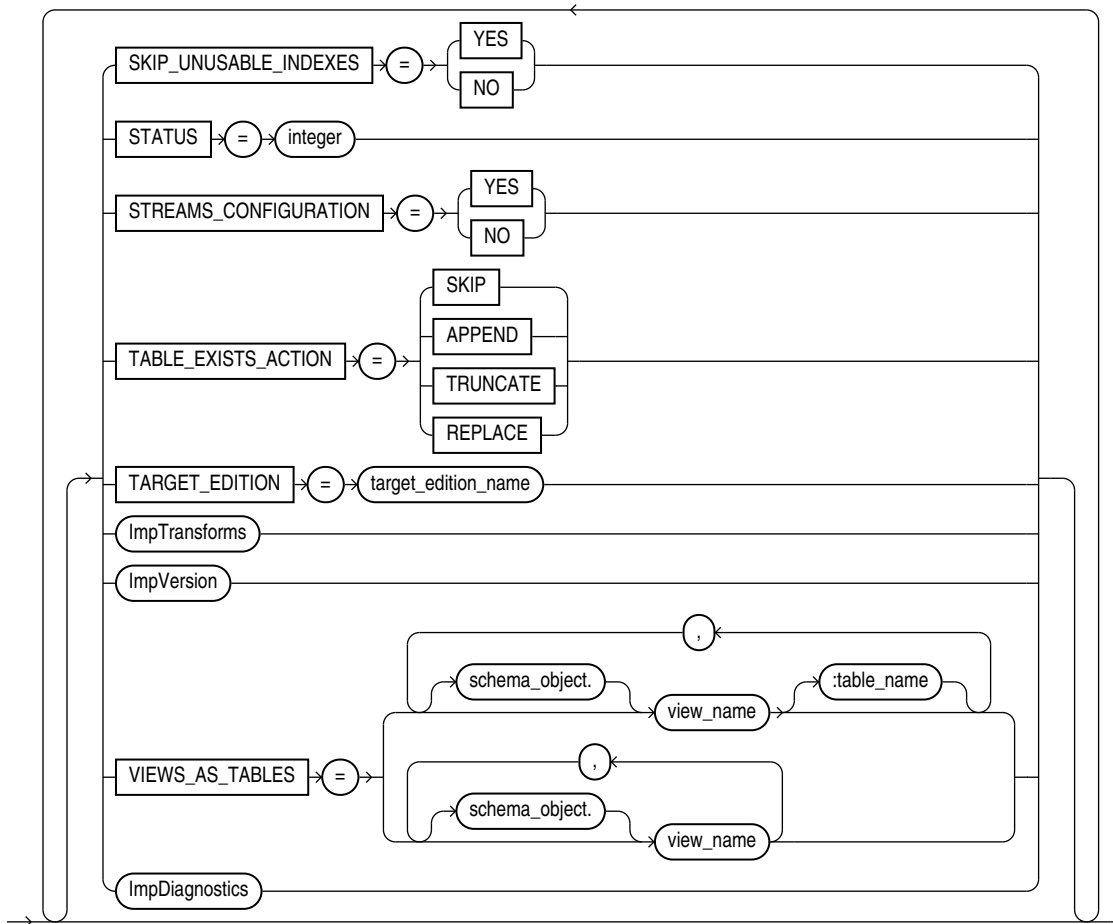 YES
SKIP_UNUSABLE_INDEXES =
NO
STATUS = integer
YES
STREAMS_CONFIGURATION =
NO
SKIP
APPEND
TABLE_EXISTS_ACTION =
TRUNCATE
REPLACE
TARGET_EDITION = target_edition_name
ImpTransforms
ImpVersion
,
schema_object. :table_name
view_name
,
VIEWS_AS_TABLES =
schema_object.
view_name
ImpDiagnostics